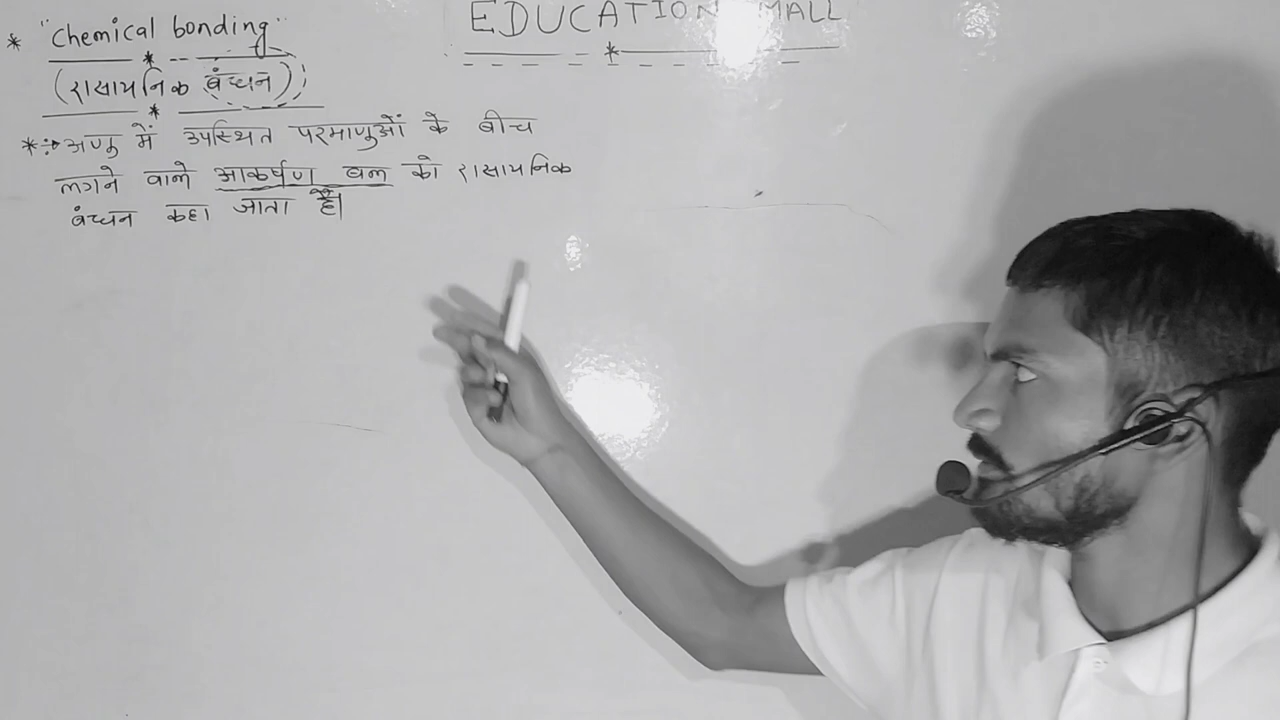 EDUCATION MALL
* "Chemical bonding"
(रासायनिक बंध्धन)
*:→ अणु में उपस्थित परमाणुओं के बीच
लगने वाले आकर्षण बल को रासायनिक
बंध्धन कहा जाता है।